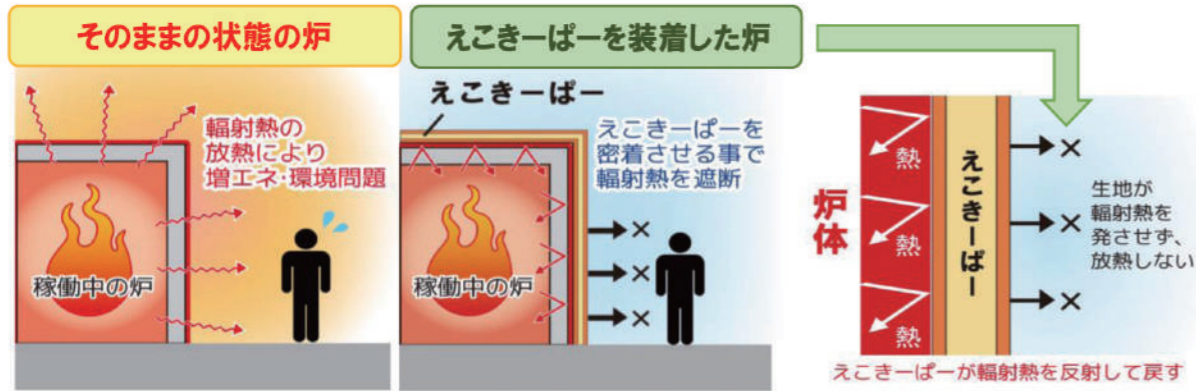 そのままの状態の炉
輻射熱の
放熱により
増エネ･環境問題
稼働中の炉
えこきーぱーを装着した炉
えこきーぱー
えこきーぱーを
密着させる事で
輻射熱を遮断
稼働中の炉
炉体
熱
熱
熱
えこきーぱー
生地が
輻射熱を
発させず、
放熱しない
えこきーぱーが輻射熱を反射して戻す